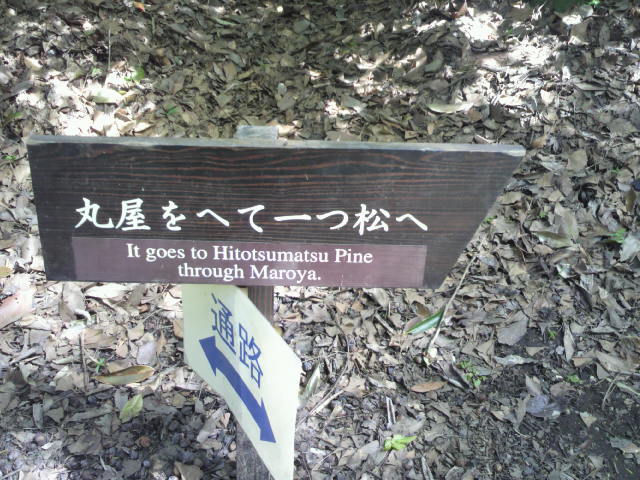 丸屋をへて一つ松へ
It goes to Hitotsumatsu Pine
through Maroya.
通路